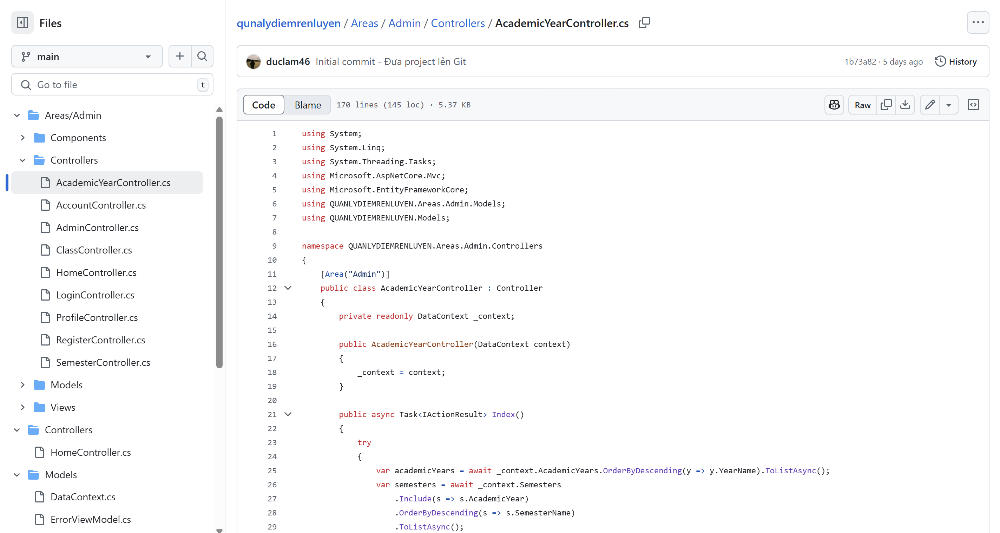 Files
main
Go to file
t
Areas/Admin
Components
Controllers
AcademicYearController.cs
AccountController.cs
AdminController.cs
ClassController.cs
HomeController.cs
LoginController.cs
ProfileController.cs
RegisterController.cs
SemesterController.cs
Models
Views
Controllers
HomeController.cs
Models
DataContext.cs
ErrorViewModel.cs
qunalydiemrenluyen / Areas / Admin / Controllers / AcademicYearController.cs
duclam46 Initial commit - Đưa project lên Git 1b73a82 · 5 days ago History
Code Blame 170 lines (145 loc) · 5.37 KB Raw
1 using System;
2 using System.Linq;
3 using System.Threading.Tasks;
4 using Microsoft.AspNetCore.Mvc;
5 using Microsoft.EntityFrameworkCore;
6 using QUANLYDIEMRENLUYEN.Areas.Admin.Models;
7 using QUANLYDIEMRENLUYEN.Models;
8
9 namespace QUANLYDIEMRENLUYEN.Areas.Admin.Controllers
10 {
11 [Area("Admin")]
12 public class AcademicYearController : Controller
13 {
14 private readonly DataContext _context;
15
16 public AcademicYearController(DataContext context)
17 {
18 _context = context;
19 }
20
21 public async Task<IActionResult> Index()
22 {
23 try
24 {
25 var academicYears = await _context.AcademicYears.OrderByDescending(y => y.YearName).ToListAsync();
26 var semesters = await _context.Semesters
27 .Include(s => s.AcademicYear)
28 .OrderByDescending(s => s.SemesterName)
29 .ToListAsync();